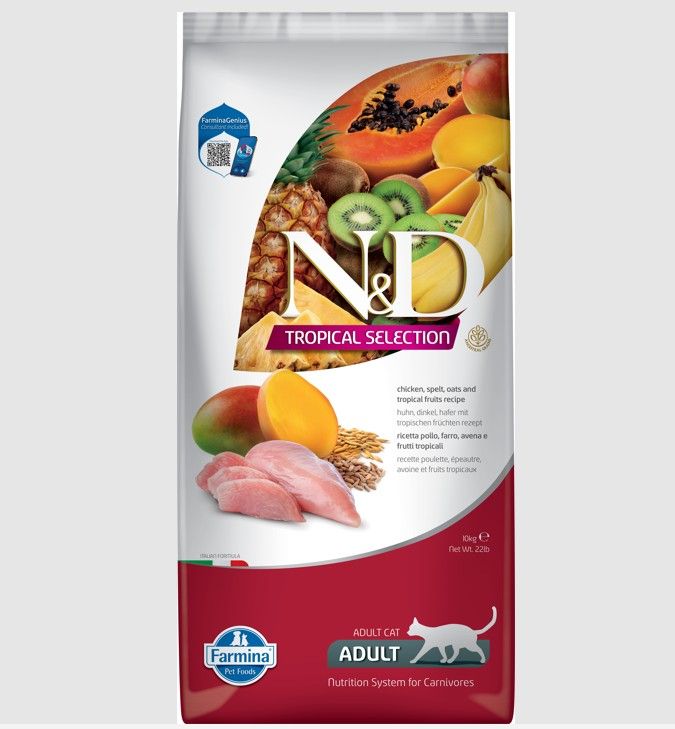 FarminaGenius
Consultant included!
N&D
TROPICAL SELECTION
chicken, spelt, oats and
tropical fruits recipe
huhn, dinkel, hafer mit
tropischen früchten rezept
ricetta pollo, farro, avena e
frutti tropicali
recette poulette, épeautre,
avoine et fruits tropicaux
10kg ℮
Net Wt. 22lb
ITALIAN FORMULA
ADULT CAT
ADULT
Farmina
Pet Foods
Nutrition System for Carnivores